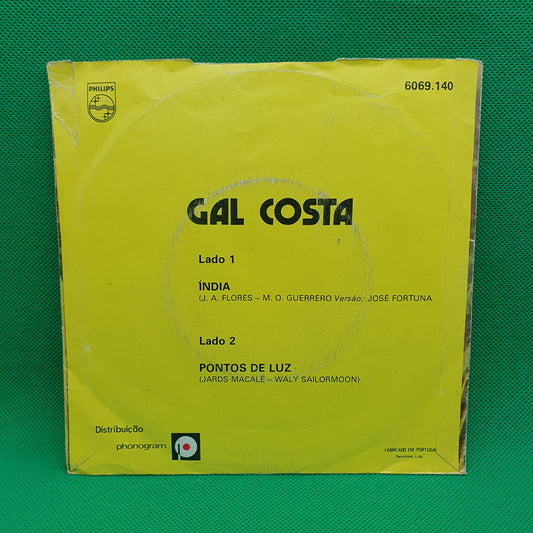 PHILIPS
6069.140
GAL COSTA
Lado 1
ÍNDIA
(J. A. FLORES – M. O. GUERRERO Versão: JOSÉ FORTUNA
Lado 2
PONTOS DE LUZ
(JARDS MACALÉ – WALY SAILORMOON)
Distribuição
phonogram
FABRICADO EM PORTUGAL